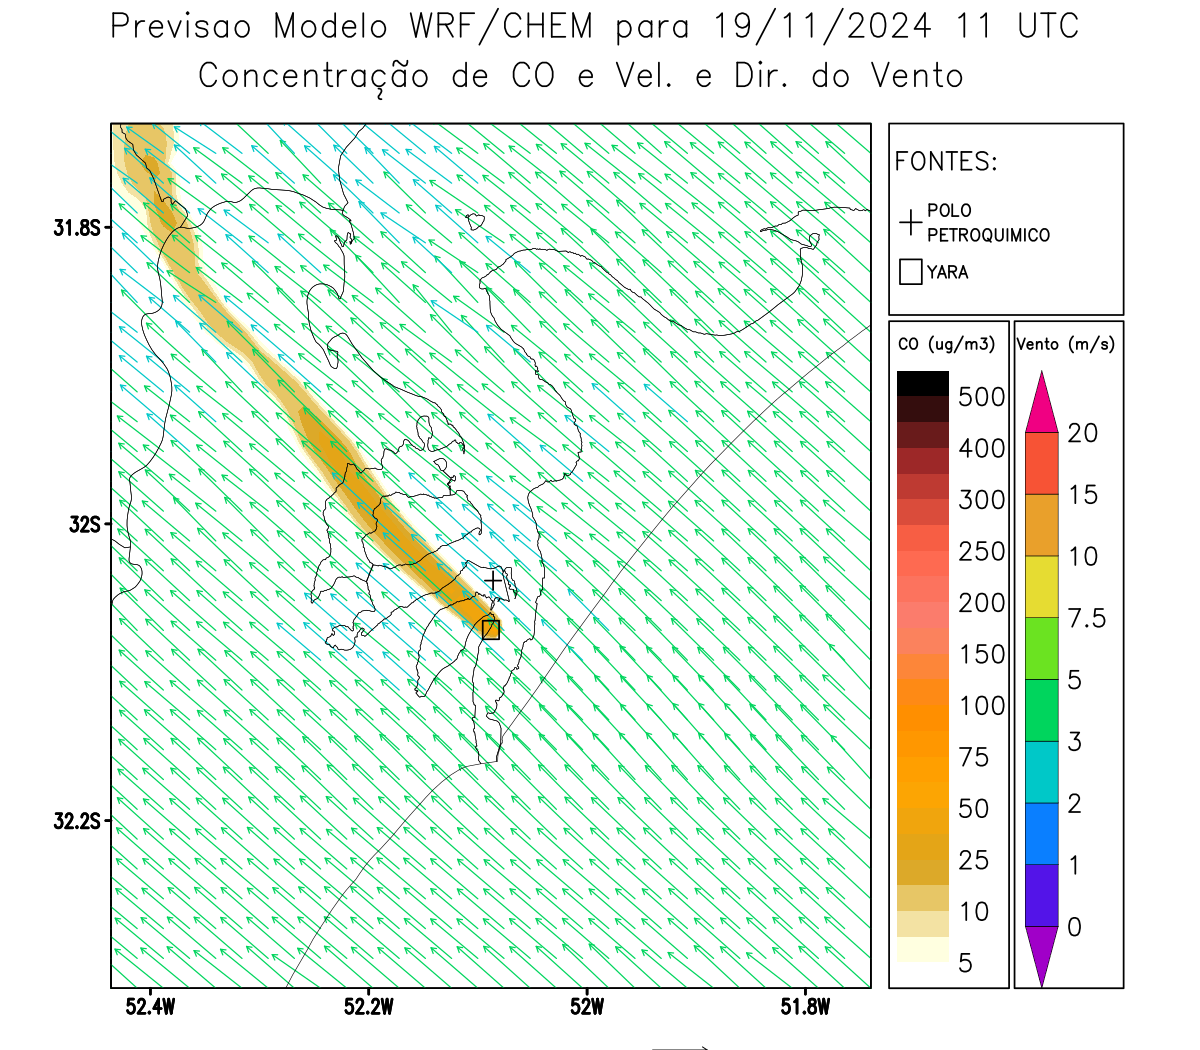 Previsao Modelo WRF/CHEM para 19/11/2024 11 UTC
Concentração de CO e Vel. e Dir. do Vento
FONTES:
POLO
PETROQUIMICO
YARA
CO (ug/m3)
500
400
300
250
200
150
100
75
50
25
10
5
Vento (m/s)
20
15
10
7.5
5
3
2
1
0
31.8S
32S
32.2S
52.4W
52.2W
52W
51.8W